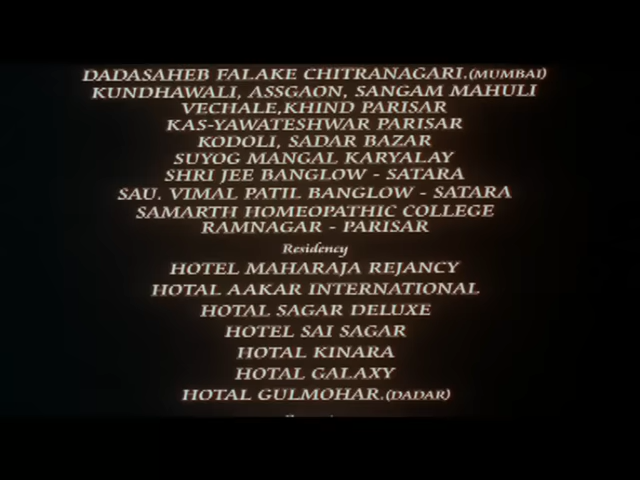 DADASAHEB FALAKE CHITRANAGARI.(MUMBAI)
KUNDHAWALI, ASSGAON, SANGAM MAHULI
VECHALE,KHIND PARISAR
KAS-YAWATESHWAR PARISAR
KODOLI, SADAR BAZAR
SUYOG MANGAL KARYALAY
SHRI JEE BANGLOW - SATARA
SAU. VIMAL PATIL BANGLOW - SATARA
SAMARTH HOMEOPATHIC COLLEGE
RAMNAGAR - PARISAR
Residency
HOTEL MAHARAJA REJANCY
HOTAL AAKAR INTERNATIONAL
HOTAL SAGAR DELUXE
HOTEL SAI SAGAR
HOTAL KINARA
HOTAL GALAXY
HOTAL GULMOHAR.(DADAR)